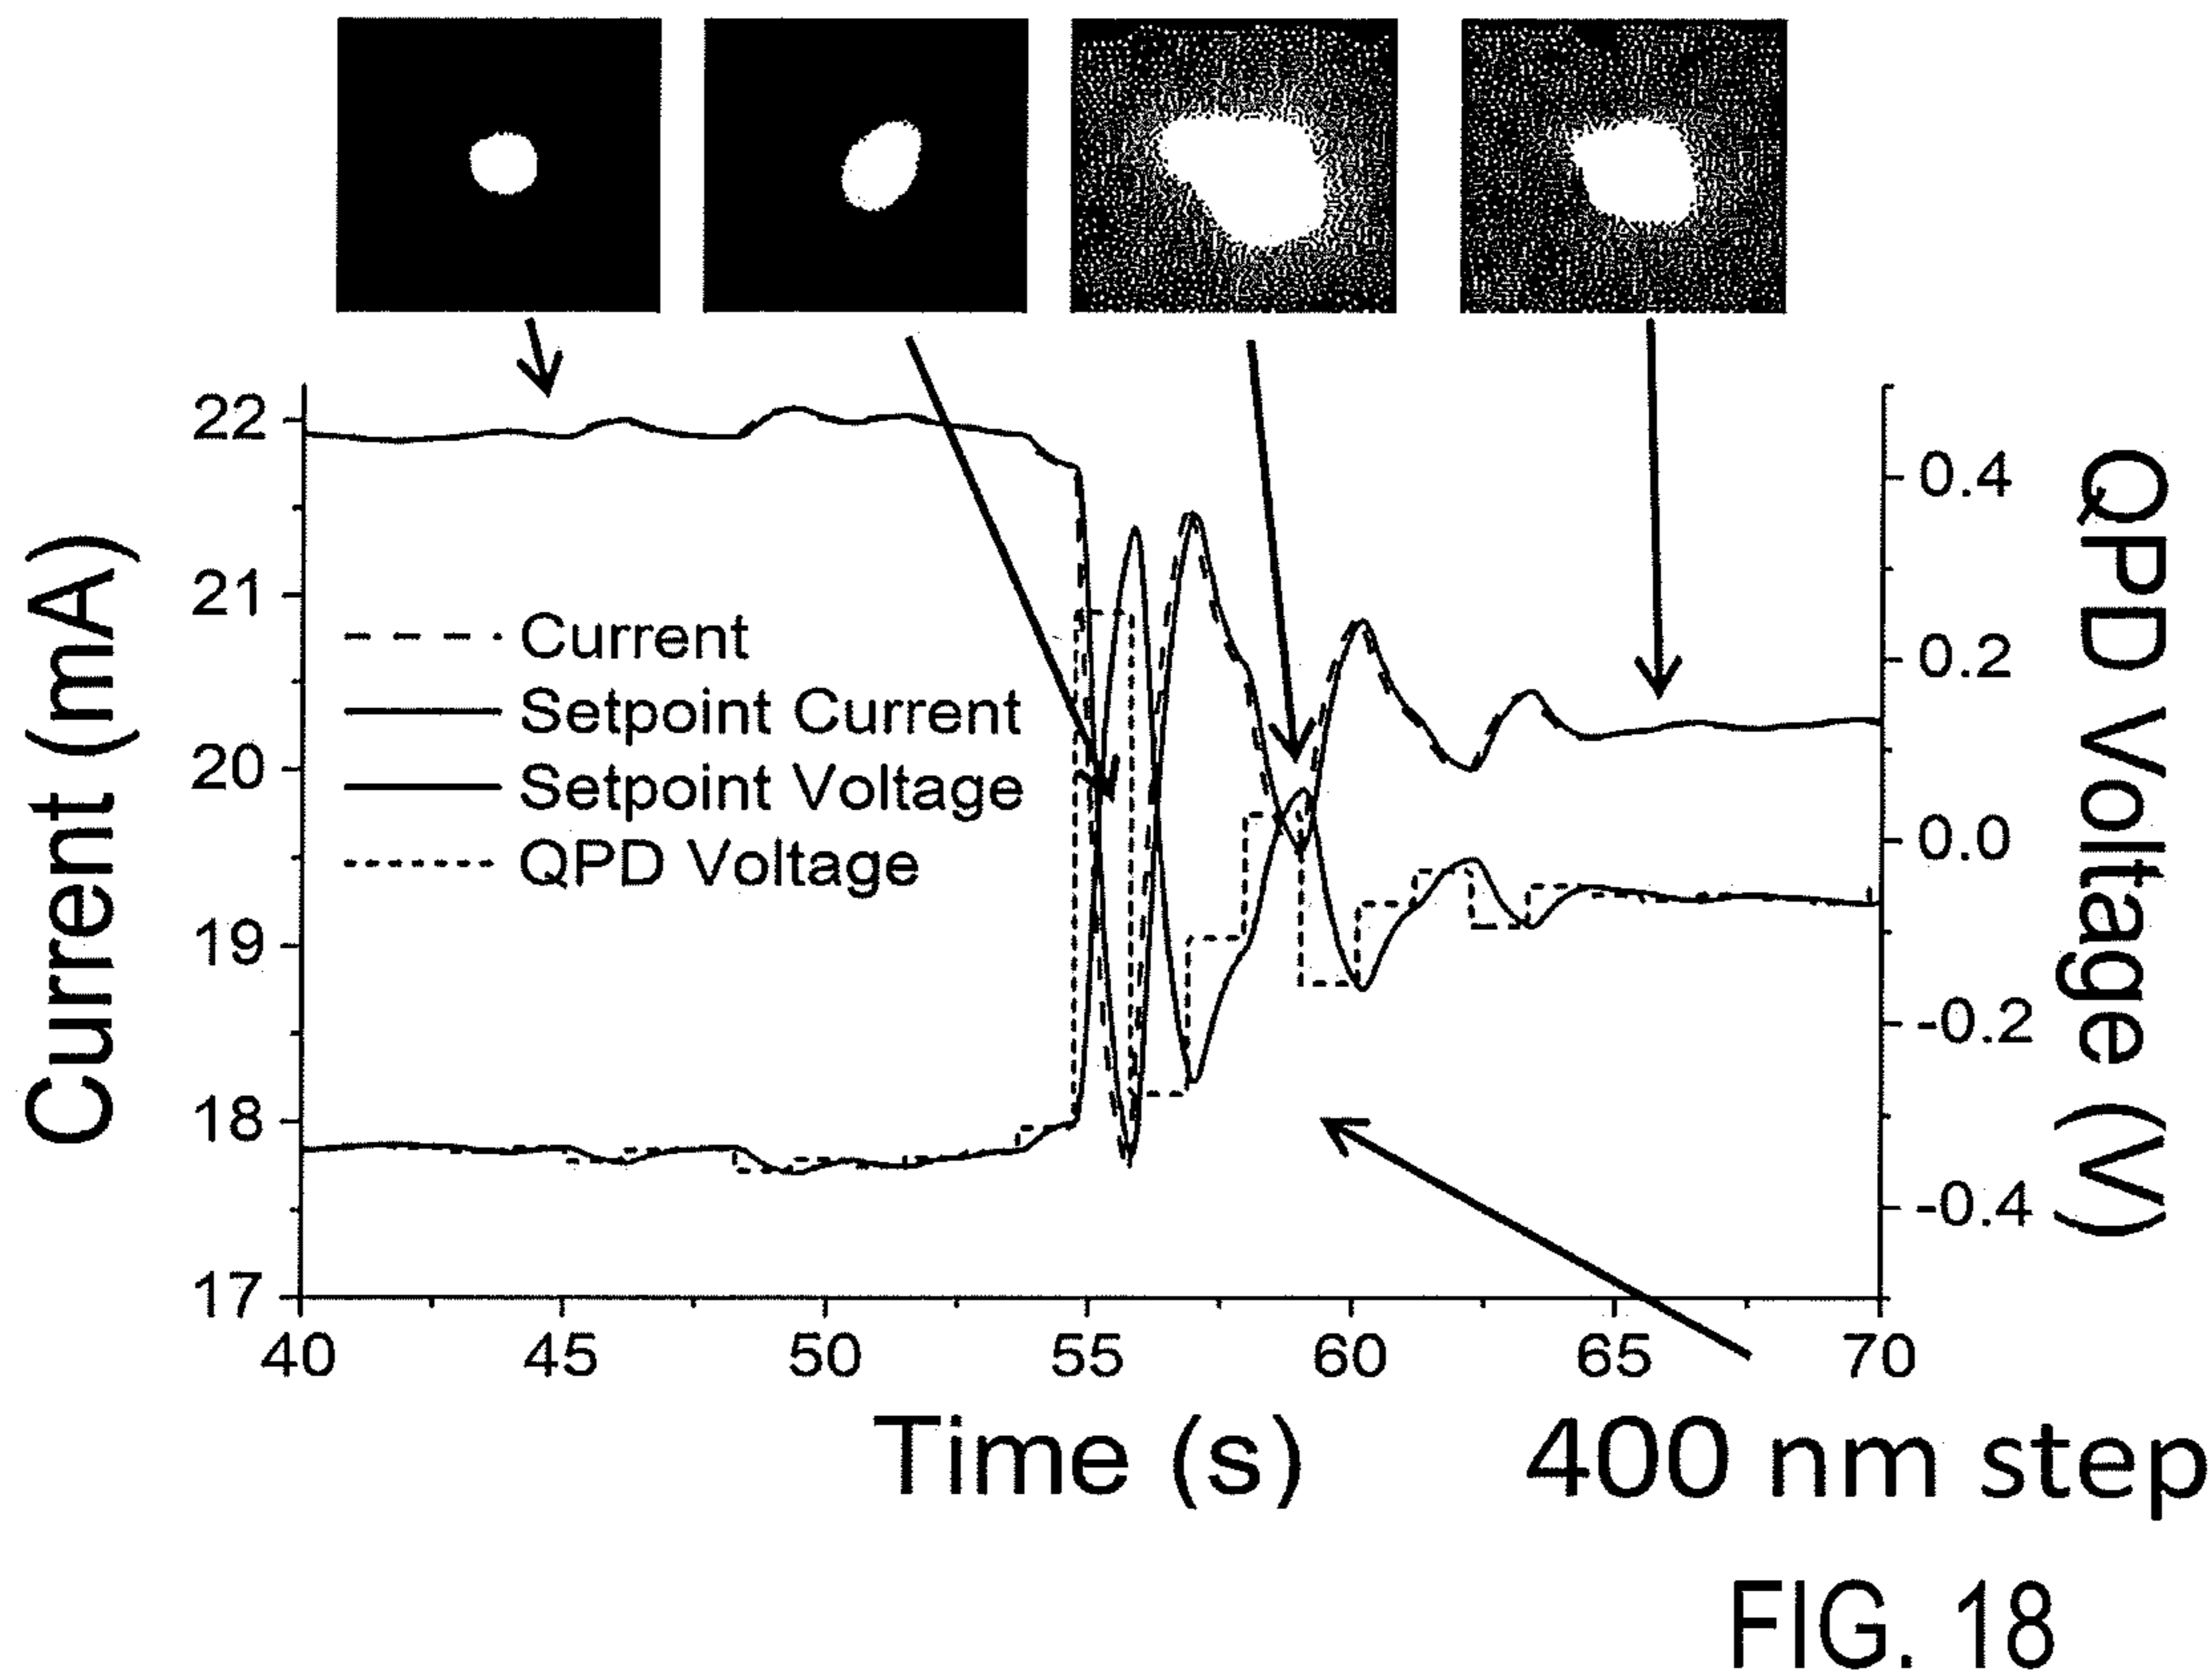 Current (mA)
22
21
20
19
18
17
Current
Setpoint Current
Setpoint Voltage
QPD Voltage
0.4
0.2
0.0
-0.2
-0.4
QPD Voltage (V)
40 45 50 55 60 65 70
Time (s)
400 nm step
FIG. 18